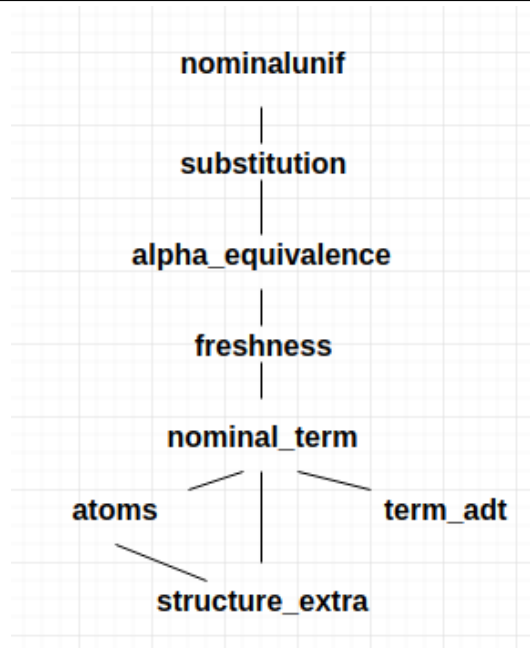 nominalunif
substitution
alpha_equivalence
freshness
nominal_term
atoms
term_adt
structure_extra